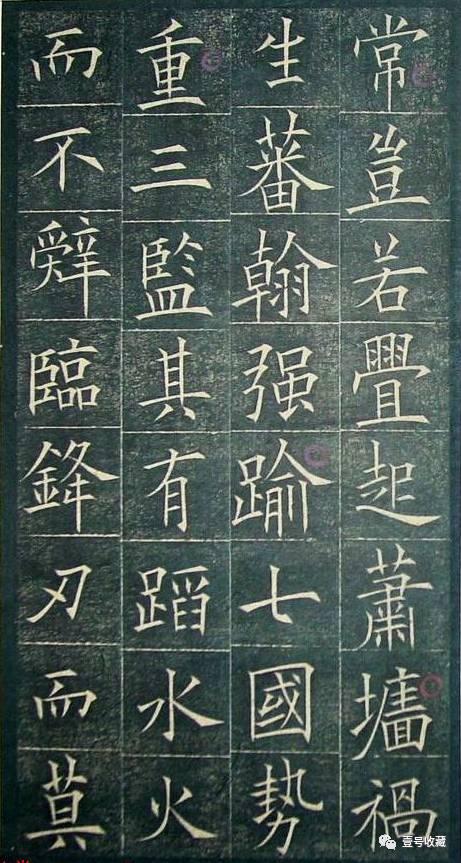 常豈若舋起蕭墻禍
生蕃翰强踰七國勢
重三監其有蹈水火
而不辭臨鋒刃而莫
壹号收藏